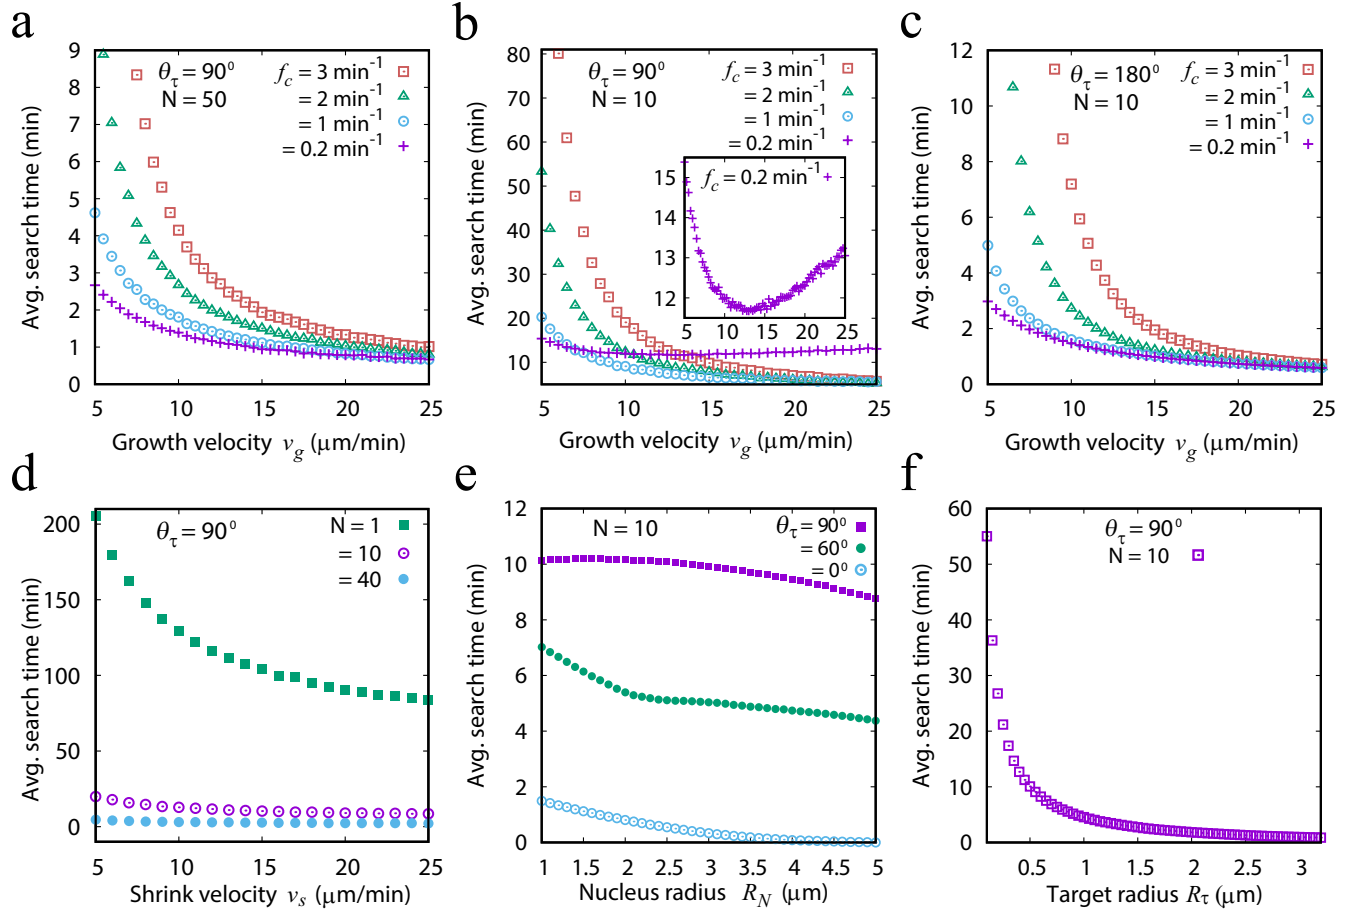 a
θτ = 90⁰
N = 50
f_c = 3 min⁻¹
= 2 min⁻¹
= 1 min⁻¹
= 0.2 min⁻¹
9
8
7
6
5
4
3
2
1
0
Avg. search time (min)
5 10 15 20 25
Growth velocity v_g (μm/min)
b
θτ = 90⁰
N = 10
f_c = 3 min⁻¹
= 2 min⁻¹
= 1 min⁻¹
= 0.2 min⁻¹
80
70
60
50
40
30
20
10
Avg. search time (min)
f_c = 0.2 min⁻¹
15
14
13
12
5 10 15 20 25
5 10 15 20 25
Growth velocity v_g (μm/min)
c
θτ = 180⁰
N = 10
f_c = 3 min⁻¹
= 2 min⁻¹
= 1 min⁻¹
= 0.2 min⁻¹
12
10
8
6
4
2
0
Avg. search time (min)
5 10 15 20 25
Growth velocity v_g (μm/min)
d
θτ = 90⁰
N = 1
= 10
= 40
200
150
100
50
0
Avg. search time (min)
5 10 15 20 25
Shrink velocity v_s (μm/min)
e
N = 10
θτ = 90⁰
= 60⁰
= 0⁰
12
10
8
6
4
2
0
Avg. search time (min)
1 1.5 2 2.5 3 3.5 4 4.5 5
Nucleus radius R_N (μm)
f
θτ = 90⁰
N = 10
60
50
40
30
20
10
0
Avg. search time (min)
0.5 1 1.5 2 2.5 3
Target radius Rτ (μm)